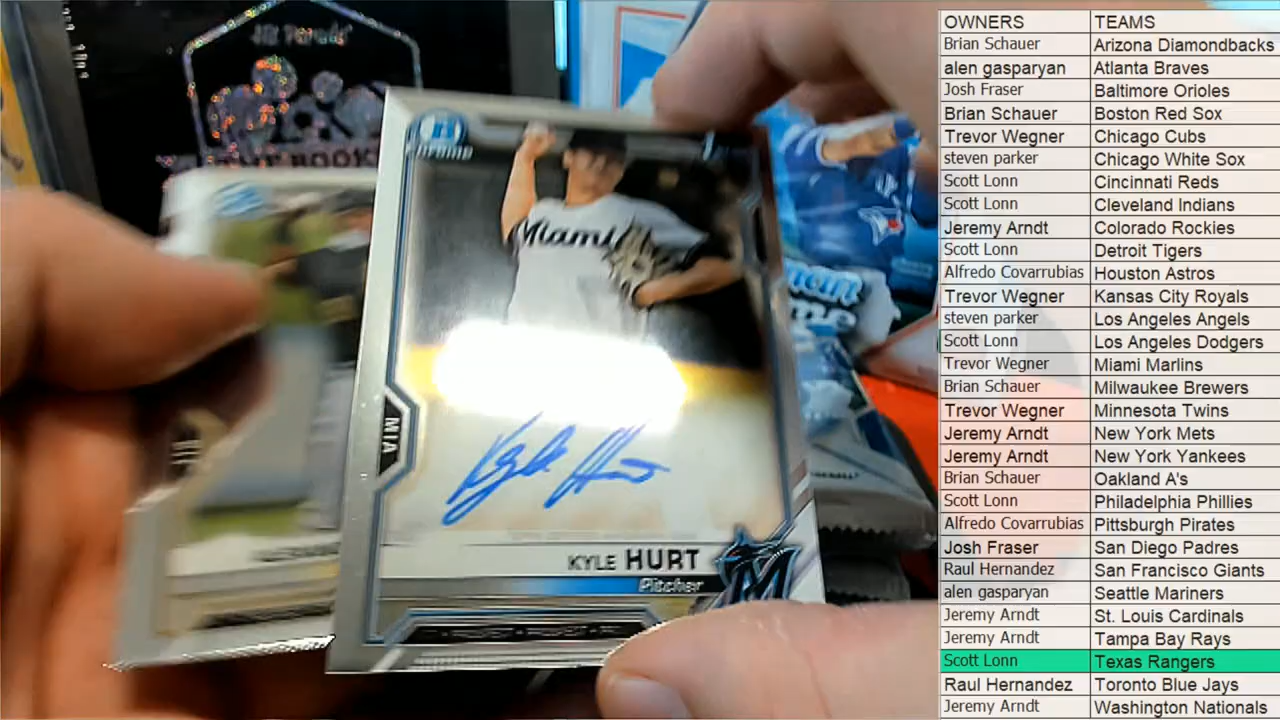 CHROME
Miami
MIA
Kyle Hurt
KYLE HURT
Pitcher
OWNERS TEAMS
Brian Schauer Arizona Diamondbacks
alen gasparyan Atlanta Braves
Josh Fraser Baltimore Orioles
Brian Schauer Boston Red Sox
Trevor Wegner Chicago Cubs
steven parker Chicago White Sox
Scott Lonn Cincinnati Reds
Scott Lonn Cleveland Indians
Jeremy Arndt Colorado Rockies
Scott Lonn Detroit Tigers
Alfredo Covarrubias Houston Astros
Trevor Wegner Kansas City Royals
steven parker Los Angeles Angels
Scott Lonn Los Angeles Dodgers
Trevor Wegner Miami Marlins
Brian Schauer Milwaukee Brewers
Trevor Wegner Minnesota Twins
Jeremy Arndt New York Mets
Jeremy Arndt New York Yankees
Brian Schauer Oakland A's
Scott Lonn Philadelphia Phillies
Alfredo Covarrubias Pittsburgh Pirates
Josh Fraser San Diego Padres
Raul Hernandez San Francisco Giants
alen gasparyan Seattle Mariners
Jeremy Arndt St. Louis Cardinals
Jeremy Arndt Tampa Bay Rays
Scott Lonn Texas Rangers
Raul Hernandez Toronto Blue Jays
Jeremy Arndt Washington Nationals